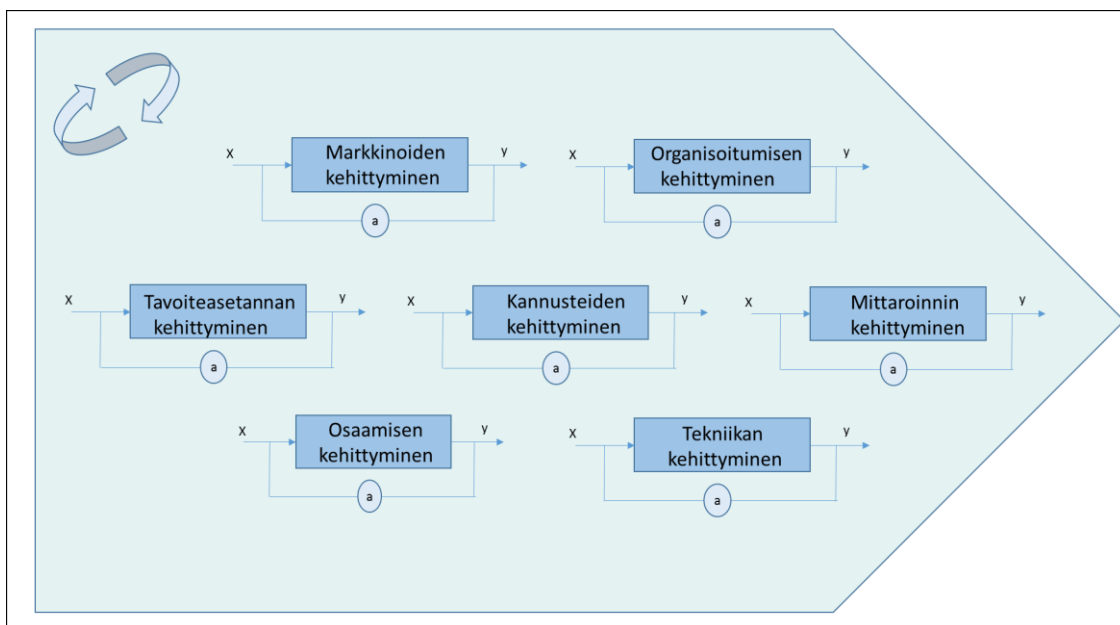 x
Markkinoiden
kehittyminen
y
a
x
Organisoitumisen
kehittyminen
y
a
x
Tavoiteasetannan
kehittyminen
y
a
x
Kannusteiden
kehittyminen
y
a
x
Mittaroinnin
kehittyminen
y
a
x
Osaamisen
kehittyminen
y
a
x
Tekniikan
kehittyminen
y
a